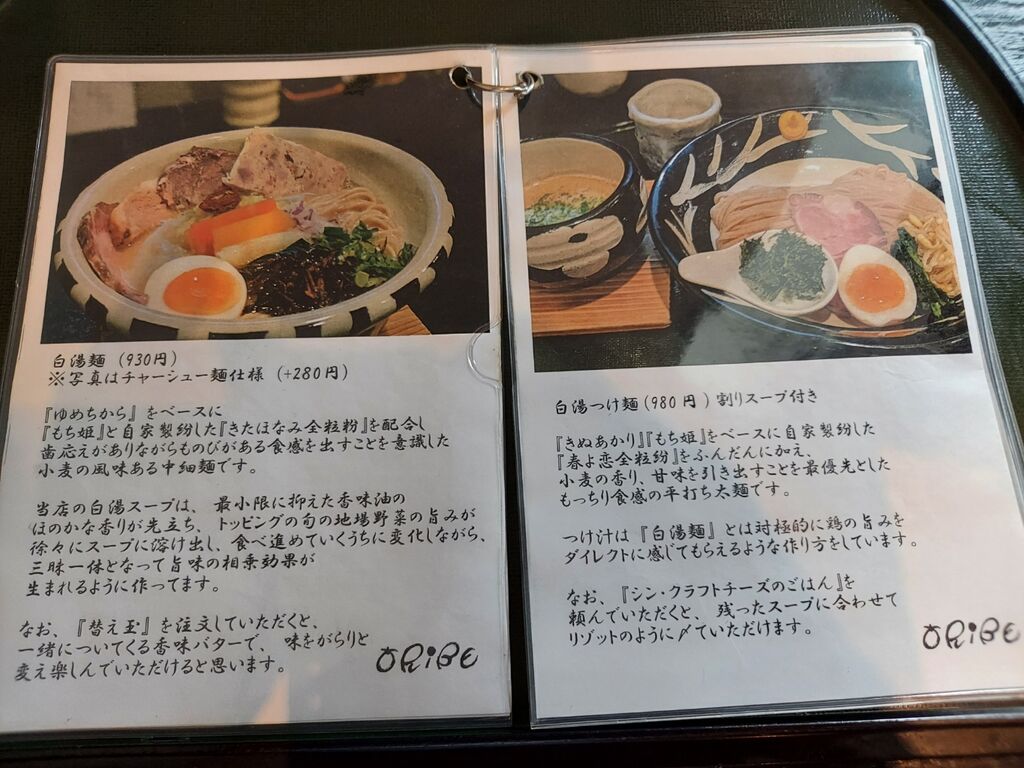 白湯麺 (930円)
※写真はチャーシュー麺仕様 (+280円)
『ゆめちから』をベースに
『もち姫』と自家製紛した『きたほなみ全粒粉』を配合し
歯応えがありながらものびがある食感を出すことを意識した
小麦の風味ある中細麺です。
当店の白湯スープは、最小限に抑えた香味油の
ほのかな香りが先立ち、トッピングの旬の地場野菜の旨みが
徐々にスープに溶け出し、食べ進めていくうちに変化しながら、
三昧一体となって旨味の相乗効果が
生まれるように作ってます。
なお、『替え玉』を注文していただくと、
一緒についてくる香味バターで、味をがらりと
変え楽しんでいただけると思います。
ORiBE
白湯つけ麺(980円)割りスープ付き
『きぬあかり』『もち姫』をベースに自家製紛した
『春よ恋全粒紛』をふんだんに加え、
小麦の香り、甘味を引き出すことを最優先とした
もっちり食感の平打ち太麺です。
つけ汁は『白湯麺』とは対極的に鶏の旨みを
ダイレクトに感じてもらえるような作り方をしています。
なお、『シン・クラフトチーズのごはん』を
頼んでいただくと、残ったスープに合わせて
リゾットのように〆ていただけます。
ORiBE